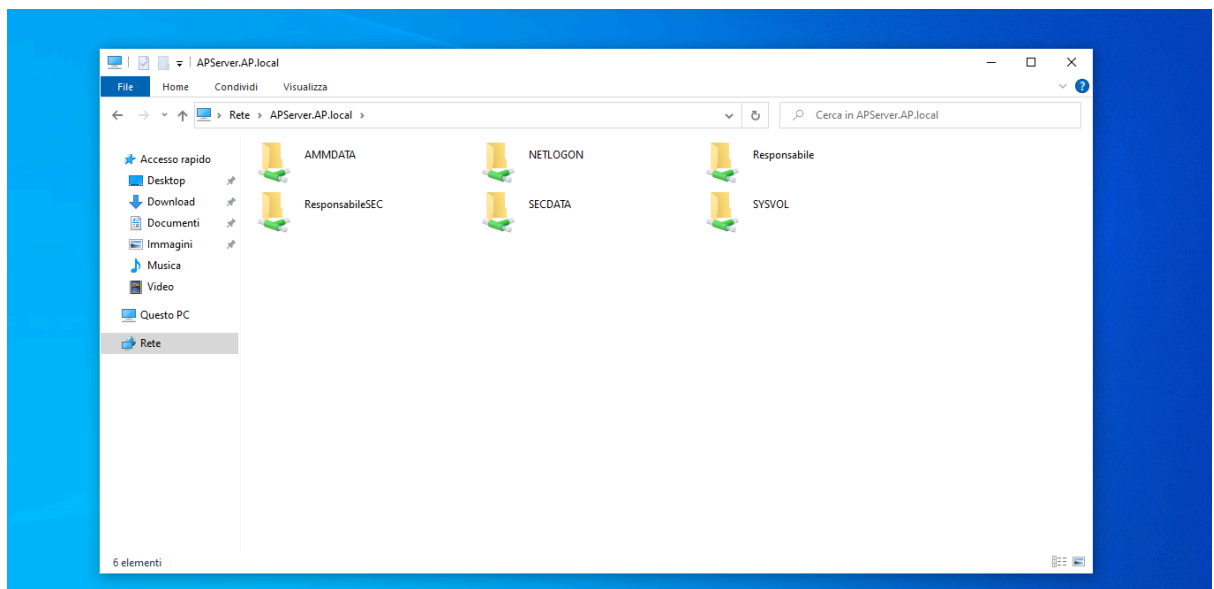 APServer.AP.local
File Home Condividi Visualizza
Rete > APServer.AP.local >
Cerca in APServer.AP.local
Accesso rapido
Desktop
Download
Documenti
Immagini
Musica
Video
Questo PC
Rete
AMMDATA NETLOGON Responsabile
ResponsabileSEC SECDATA SYSVOL
6 elementi